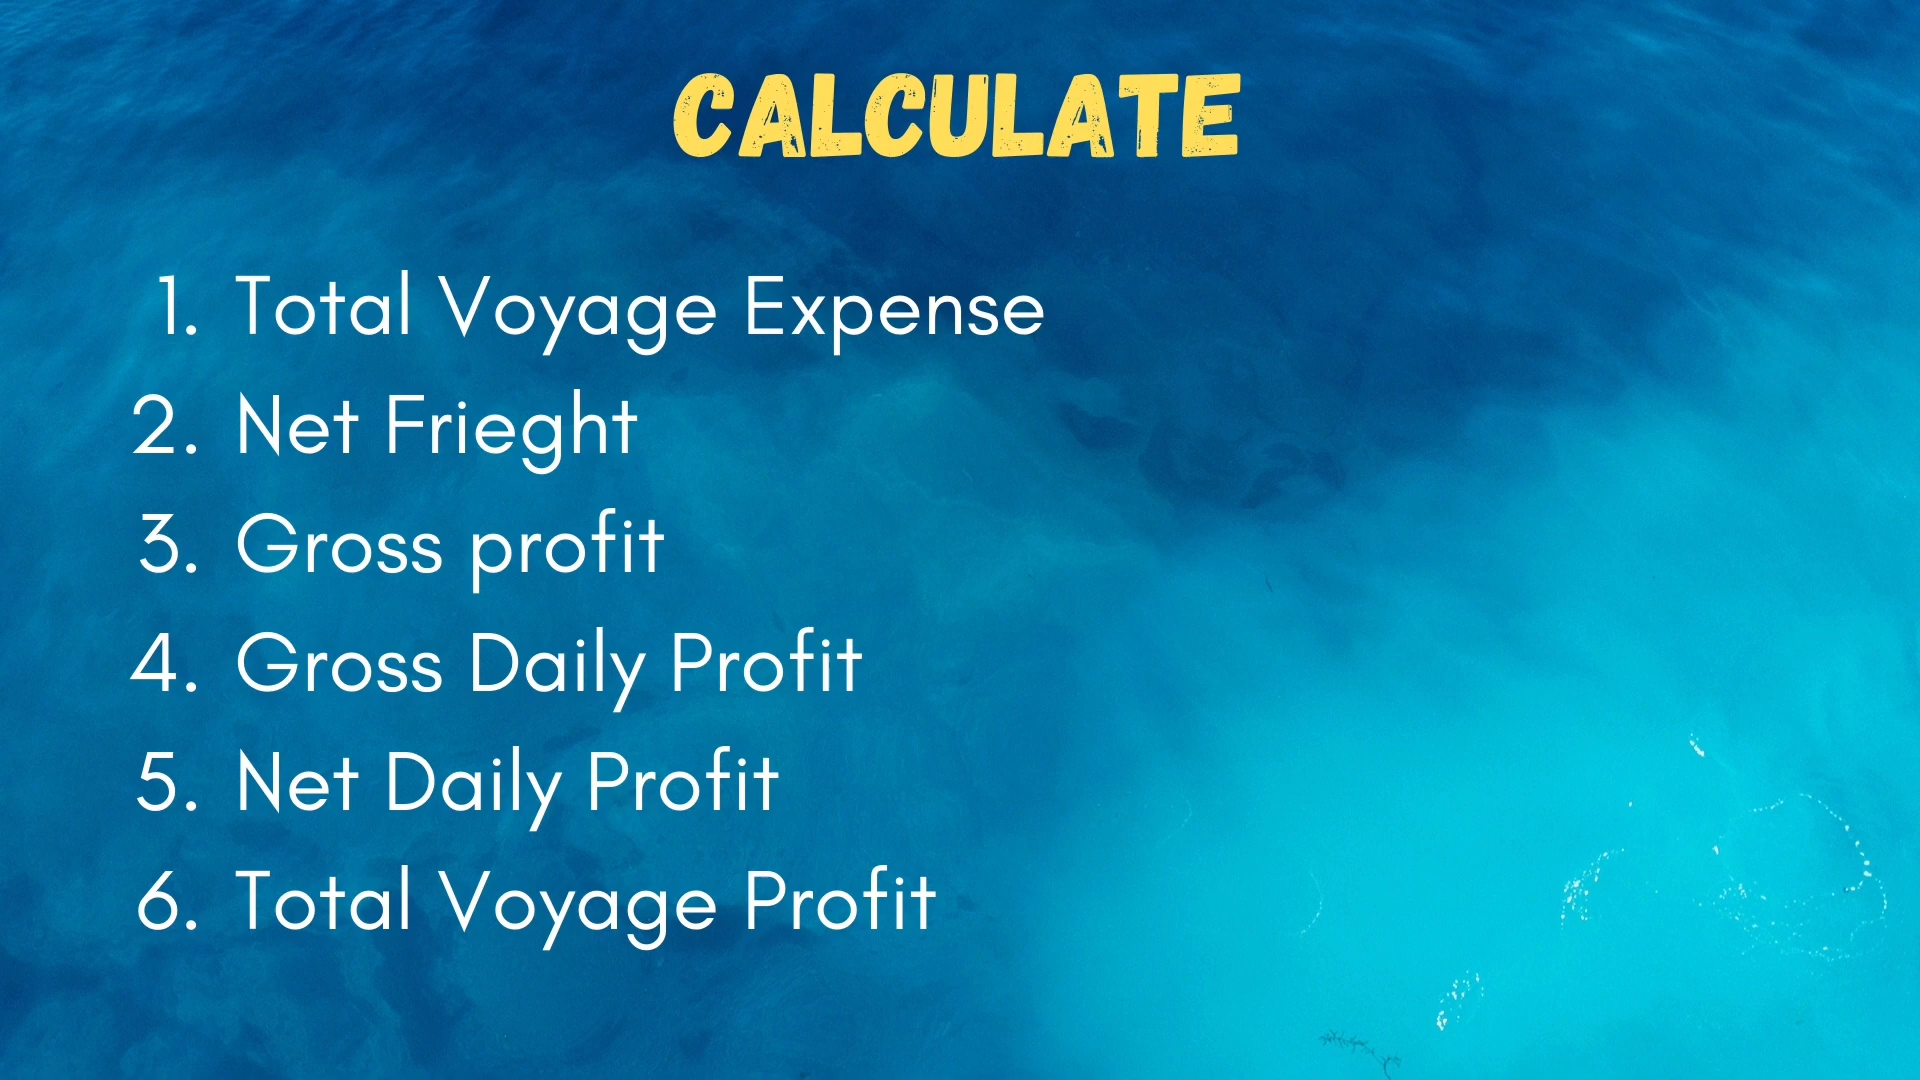 CALCULATE
1. Total Voyage Expense
2. Net Frieght
3. Gross profit
4. Gross Daily Profit
5. Net Daily Profit
6. Total Voyage Profit